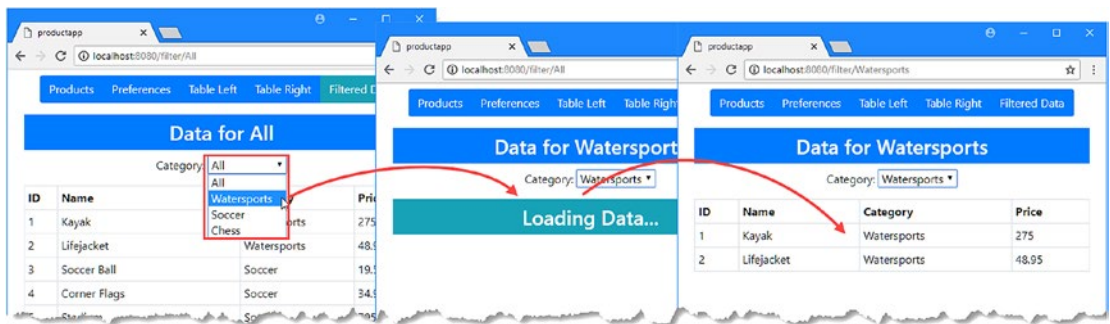 productapp
localhost:8080/filter/All
Products Preferences Table Left Table Right Filtered D
Data for All
Category: All
All
Watersports
Soccer
Chess
ID Name Pri
1 Kayak orts 275
2 Lifejacket Watersports 48.9
3 Soccer Ball Soccer 19.5
4 Corner Flags Soccer 34.9
productapp
localhost:8080/filter/All
Products Preferences Table Left Table Righ
Data for Watersport
Category: Watersports
Loading Data...
productapp
localhost:8080/filter/Watersports
Products Preferences Table Left Table Right Filtered Data
Data for Watersports
Category: Watersports
ID Name Category Price
1 Kayak Watersports 275
2 Lifejacket Watersports 48.95